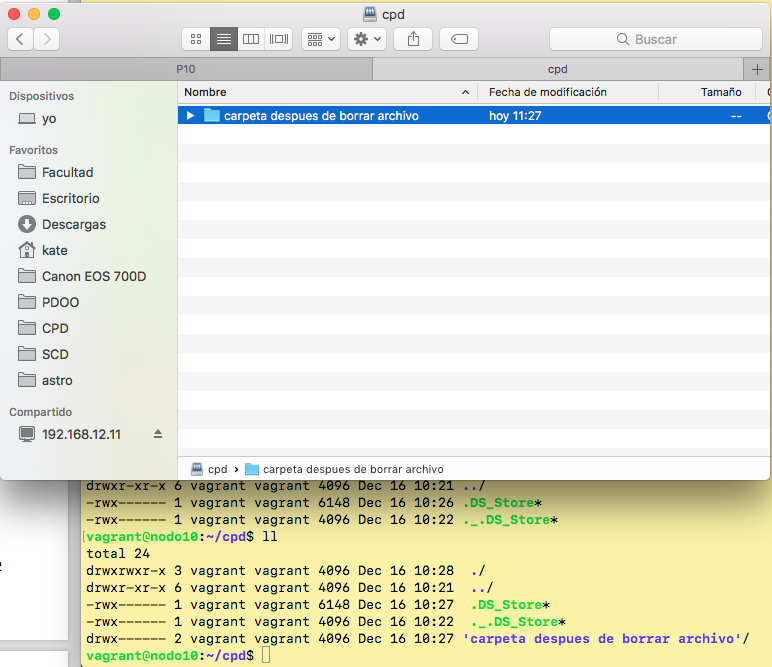 cpd
Buscar
P10
cpd
Dispositivos
yo
Favoritos
Facultad
Escritorio
Descargas
kate
Canon EOS 700D
PDOO
CPD
SCD
astro
Compartido
192.168.12.11
Nombre Fecha de modificación Tamaño
carpeta despues de borrar archivo hoy 11:27 --
cpd › carpeta despues de borrar archivo
drwxr-xr-x 6 vagrant vagrant 4096 Dec 16 10:21 ../
-rwx------ 1 vagrant vagrant 6148 Dec 16 10:26 .DS_Store*
-rwx------ 1 vagrant vagrant 4096 Dec 16 10:22 ._.DS_Store*
[vagrant@nodo10:~/cpd$ ll
total 24
drwxrwxr-x 3 vagrant vagrant 4096 Dec 16 10:28  ./
drwxr-xr-x 6 vagrant vagrant 4096 Dec 16 10:21  ../
-rwx------ 1 vagrant vagrant 6148 Dec 16 10:27  .DS_Store*
-rwx------ 1 vagrant vagrant 4096 Dec 16 10:22  ._.DS_Store*
drwx------ 2 vagrant vagrant 4096 Dec 16 10:27 'carpeta despues de borrar archivo'/
vagrant@nodo10:~/cpd$